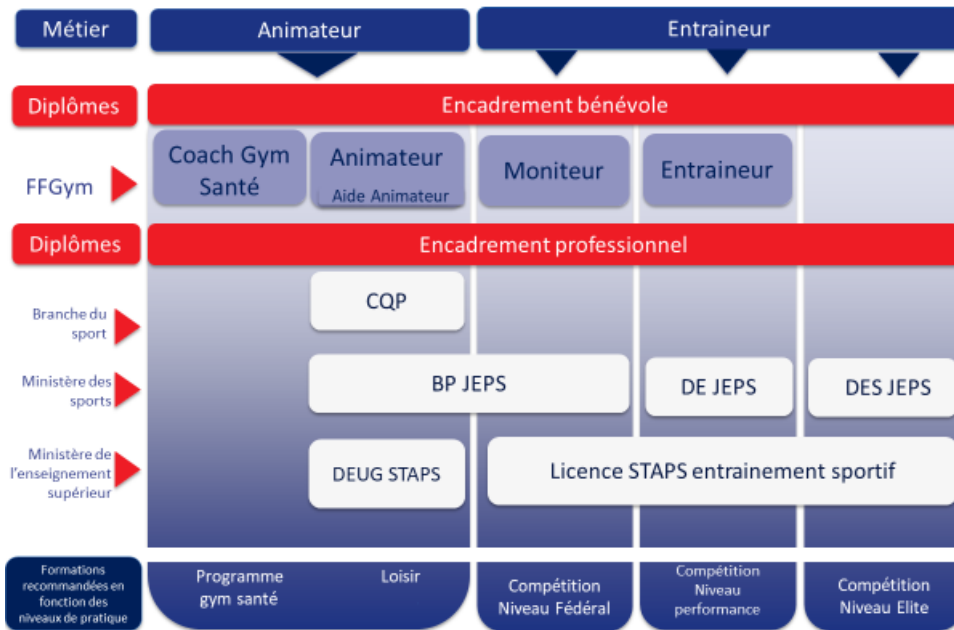 Métier
Animateur
Entraineur
Diplômes
Encadrement bénévole
FFGym
Coach Gym
Santé
Animateur
Aide Animateur
Moniteur
Entraineur
Diplômes
Encadrement professionnel
Branche du
sport
CQP
Ministère des
sports
BP JEPS
DE JEPS
DES JEPS
Ministère de
l'enseignement
supérieur
DEUG STAPS
Licence STAPS entrainement sportif
Formations
recommandées en
fonction des
niveaux de pratique
Programme
gym santé
Loisir
Compétition
Niveau Fédéral
Compétition
Niveau
performance
Compétition
Niveau Elite